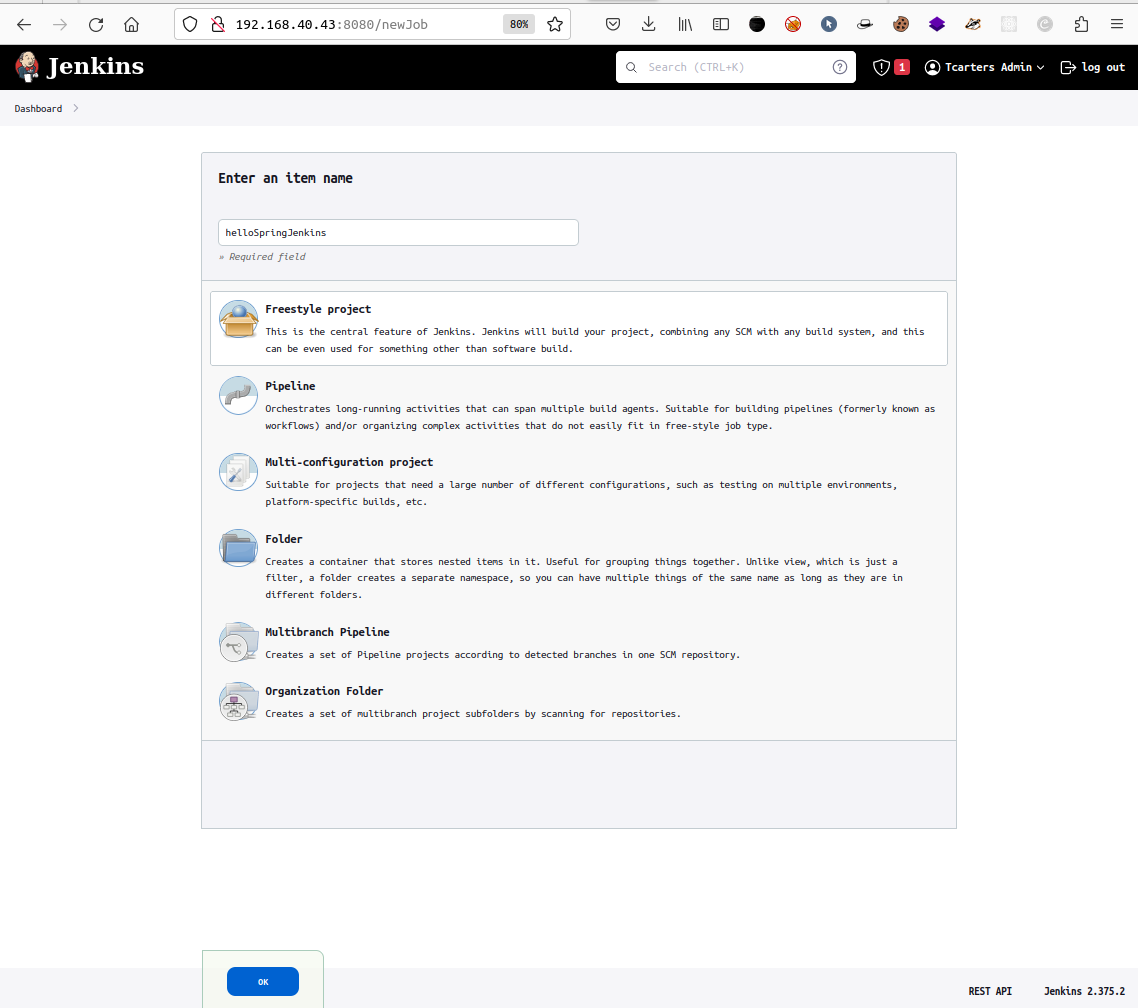 192.168.40.43:8080/newJob
80%
Jenkins
Search (CTRL+K)
?
1
Tcarters Admin
log out
Dashboard
Enter an item name
helloSpringJenkins
» Required field
Freestyle project
This is the central feature of Jenkins. Jenkins will build your project, combining any SCM with any build system, and this
can be even used for something other than software build.
Pipeline
Orchestrates long-running activities that can span multiple build agents. Suitable for building pipelines (formerly known as
workflows) and/or organizing complex activities that do not easily fit in free-style job type.
Multi-configuration project
Suitable for projects that need a large number of different configurations, such as testing on multiple environments,
platform-specific builds, etc.
Folder
Creates a container that stores nested items in it. Useful for grouping things together. Unlike view, which is just a
filter, a folder creates a separate namespace, so you can have multiple things of the same name as long as they are in
different folders.
Multibranch Pipeline
Creates a set of Pipeline projects according to detected branches in one SCM repository.
Organization Folder
Creates a set of multibranch project subfolders by scanning for repositories.
OK
REST API
Jenkins 2.375.2